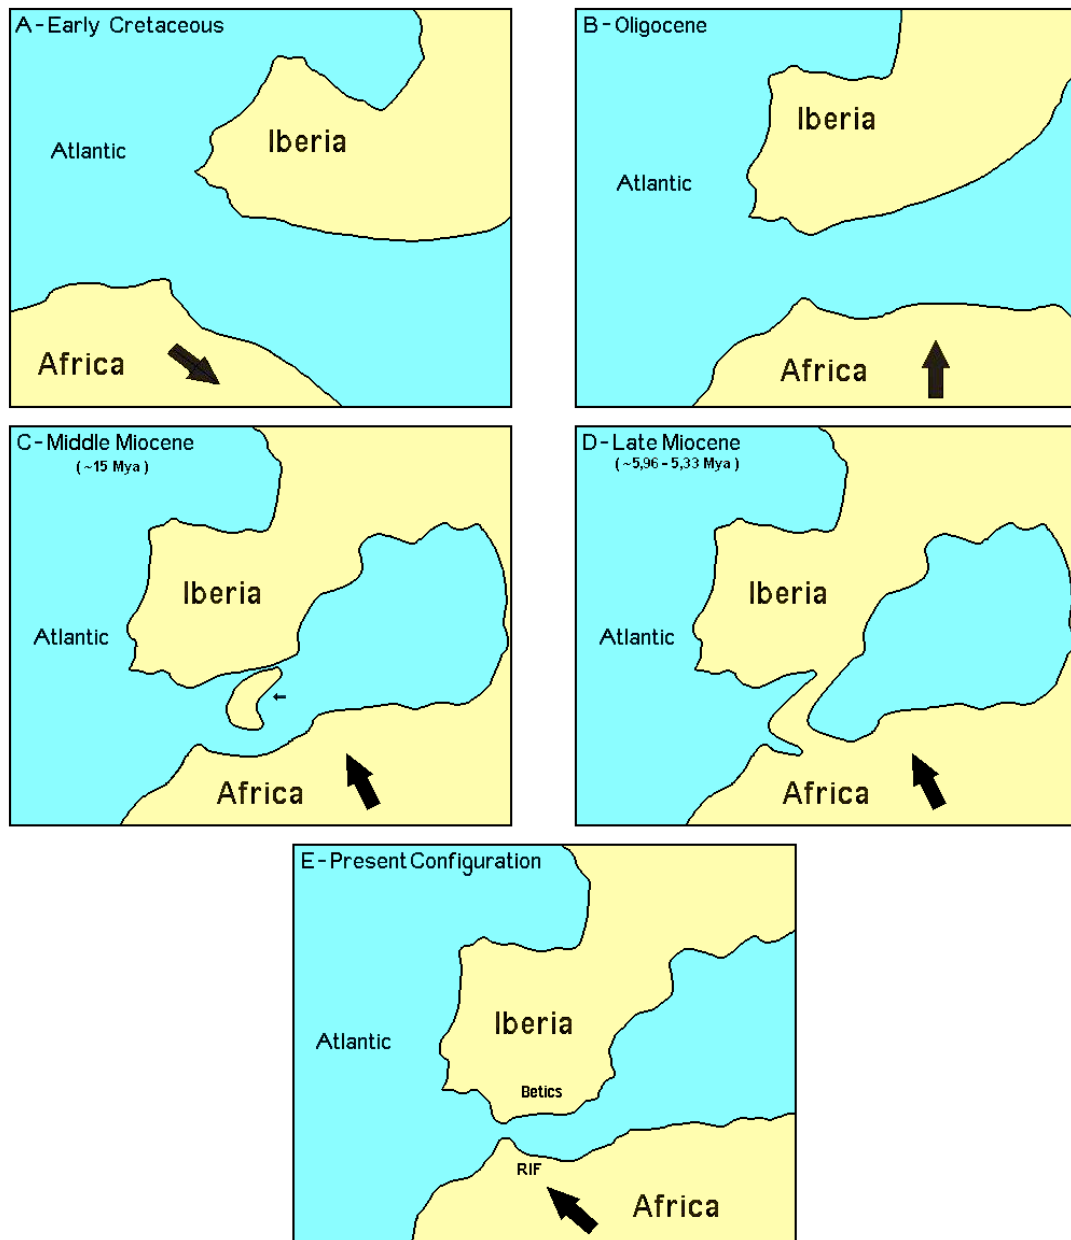 A-Early Cretaceous
Iberia
Atlantic
Africa
B-Oligocene
Iberia
Atlantic
Africa
C-Middle Miocene
(~15 Mya)
Iberia
Atlantic
Africa
D-Late Miocene
(~5,96-5,33 Mya)
Iberia
Atlantic
Africa
E-Present Configuration
Iberia
Atlantic
Betics
RIF
Africa